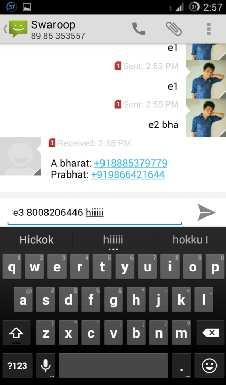 2:57
Swaroop
89 85 353557
e1
Sent: 2:53 PM
e1
Sent: 2:55 PM
e2 bha
Received: 2:55 PM
A bharat: +918885379779
Prabhat: +919866421644
e3 8008206446 hiiiii
Hickok hiiiii hokku I
q w e r t y u i o p
a s d f g h j k l
z x c v b n m
?123 .